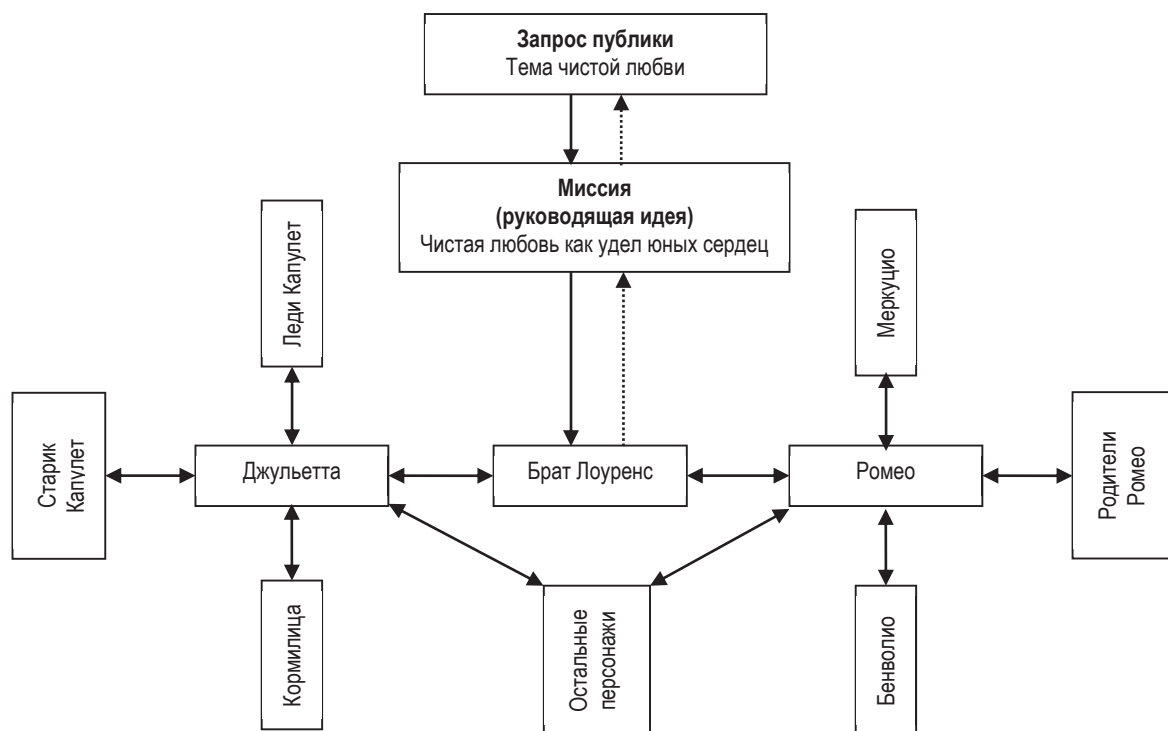 Запрос публики
Тема чистой любви
Миссия
(руководящая идея)
Чистая любовь как удел юных сердец
Леди Капулет
Меркуцио
Старик
Капулет
Джульетта
Брат Лоуренс
Ромео
Родители
Ромео
Кормилица
Остальные
персонажи
Бенволио